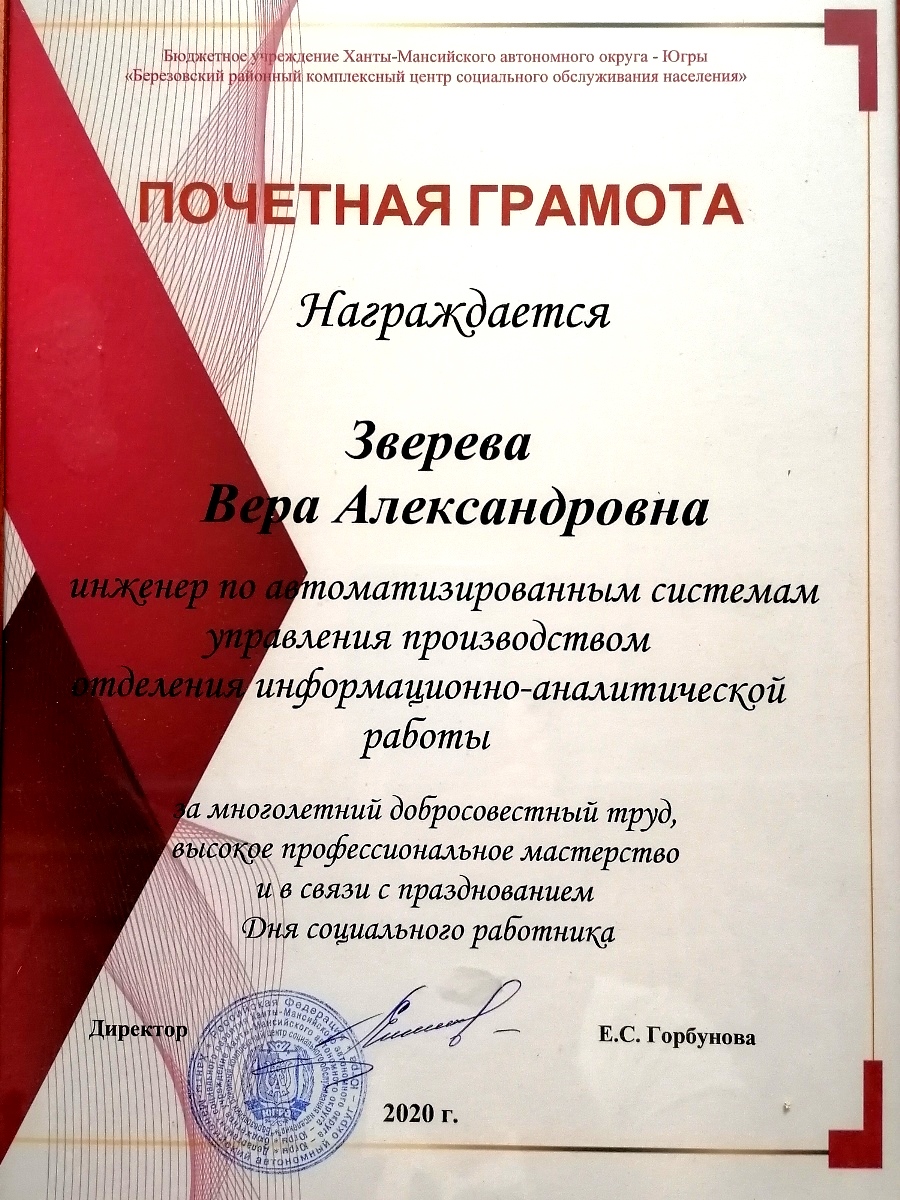 Бюджетное учреждение Ханты-Мансийского автономного округа - Югры
«Березовский районный комплексный центр социального обслуживания населения»
ПОЧЕТНАЯ ГРАМОТА
Награждается
Зверева
Вера Александровна
инженер по автоматизированным системам
управления производством
отделения информационно-аналитической
работы
за многолетний добросовестный труд,
высокое профессиональное мастерство
и в связи с празднованием
Дня социального работника
Директор
Е.С. Горбунова
2020 г.